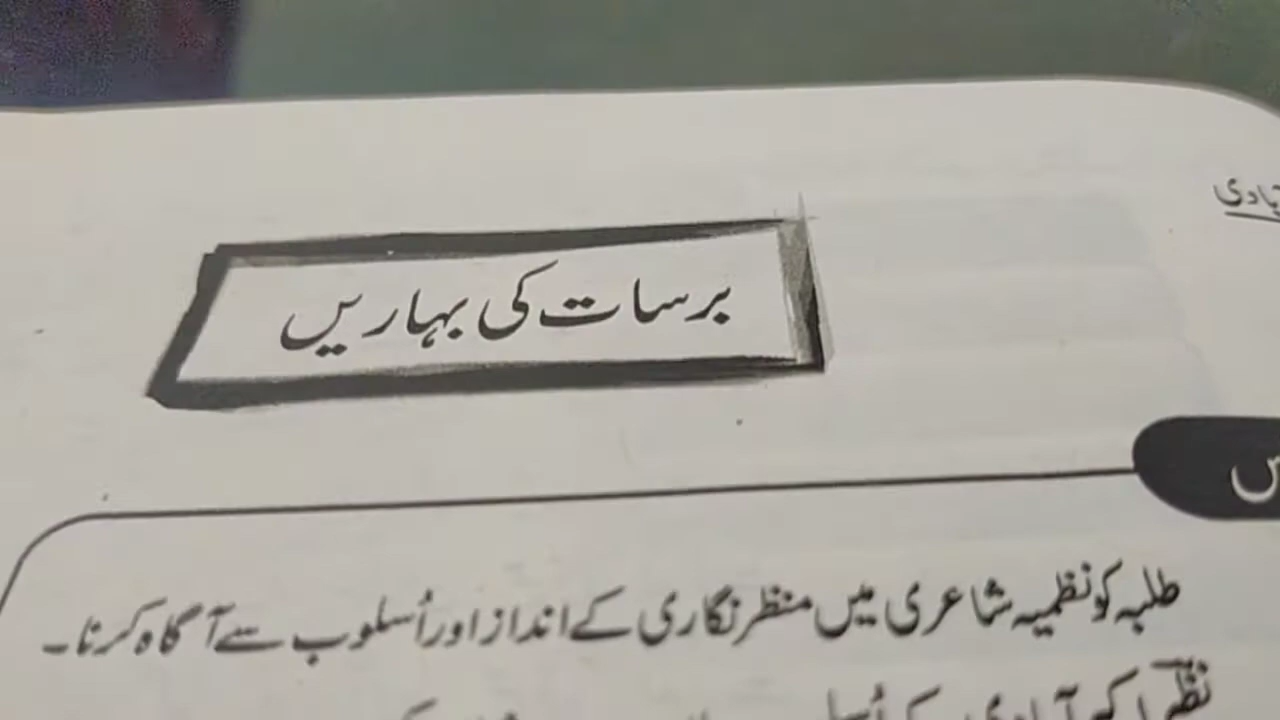 برسات کی بہاریں
طلبہ کو نظمیہ شاعری میں منظر نگاری کے انداز اور اُسلوب سے آگاہ کرنا۔